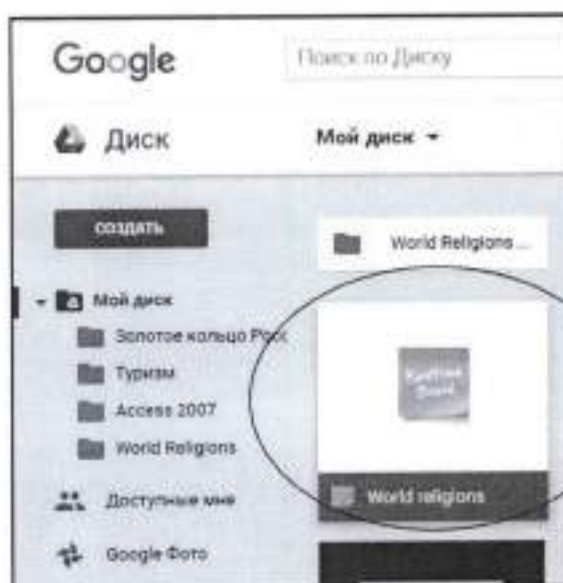 Google
Поиск по Диску
Диск
Мой диск
СОЗДАТЬ
World Religions ...
Мой диск
Золотое кольцо Росс
Туризм
Access 2007
World Religions
World religions
Доступные мне
Google Фото